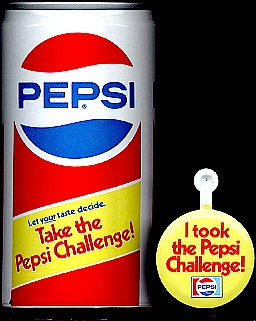 PEPSI
Let your taste decide.
Take the
Pepsi Challenge!
I took
the Pepsi
Challenge!
PEPSI